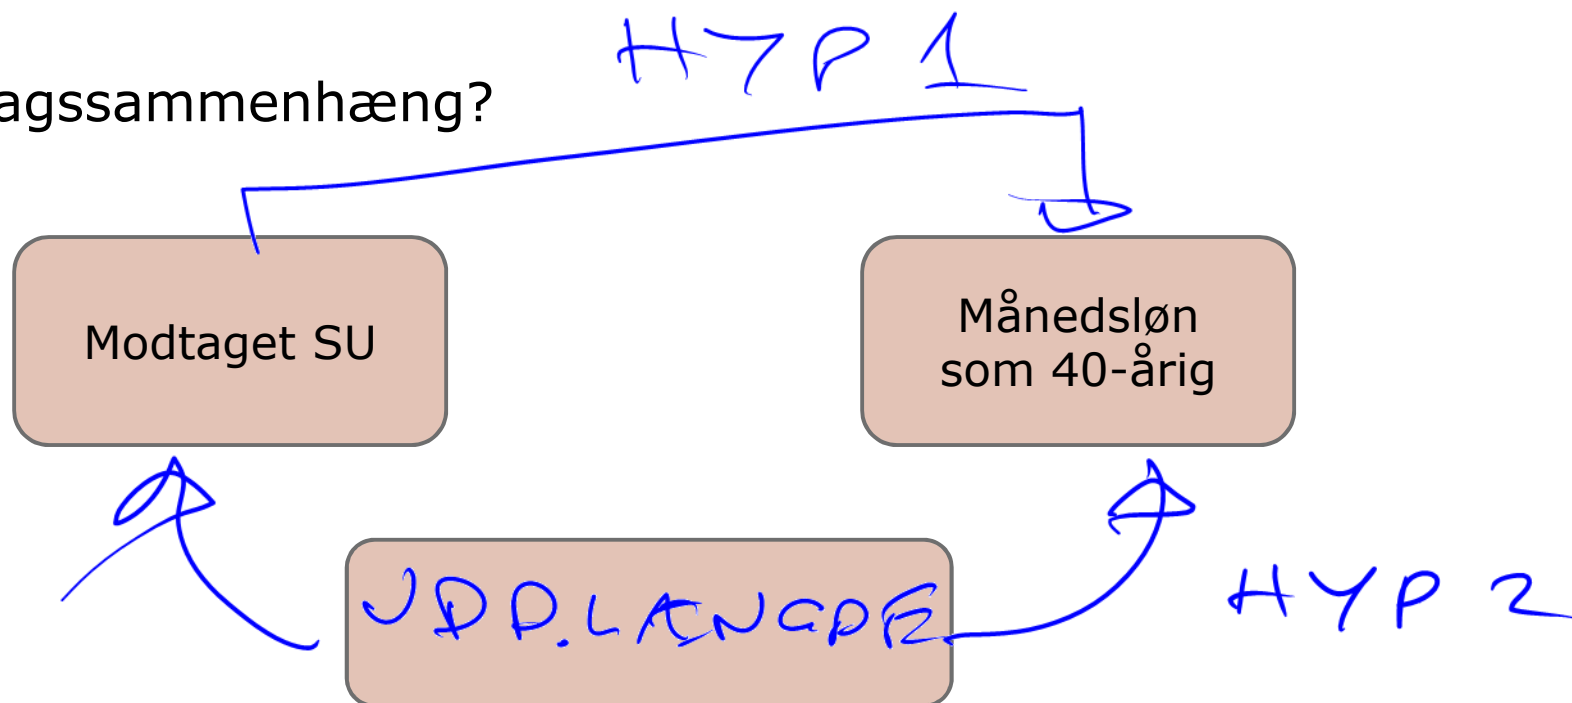 HYP 1
agssammenhæng?
Modtaget SU
Månedsløn
som 40-årig
UDD.LÆNGDE
HYP 2